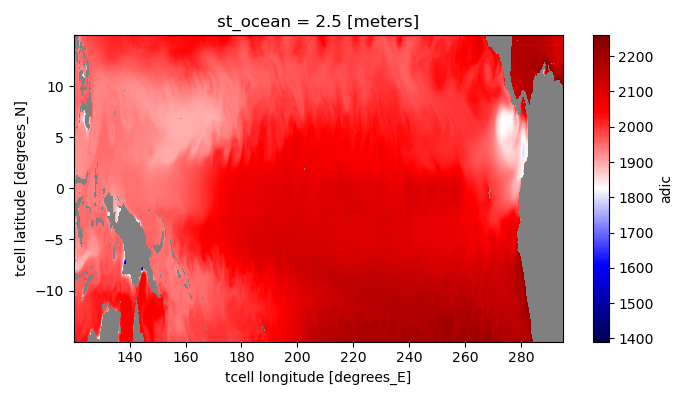 st_ocean = 2.5 [meters]
10
5
0
−5
−10
tcell latitude [degrees_N]
140 160 180 200 220 240 260 280
tcell longitude [degrees_E]
2200
2100
2000
1900
1800
1700
1600
1500
1400
adic